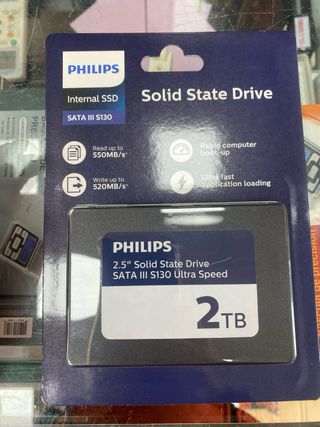 PHILIPS
Internal SSD
SATA III S130
Solid State Drive
Read up to
550MB/s
Rapid computer
boot-up
Write up to
520MB/s
Ultra fast
application loading
PHILIPS
2.5" Solid State Drive
SATA III S130 Ultra Speed
2TB